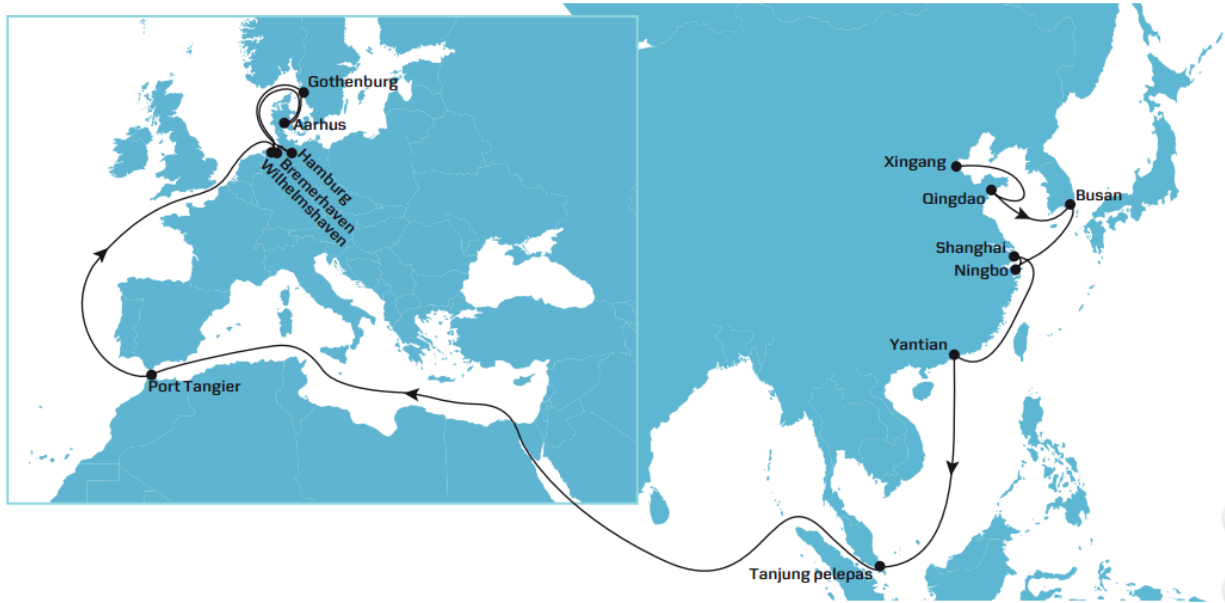 Gothenburg
Aarhus
Hamburg
Bremerhaven
Wilhelmshaven
Port Tangier
Xingang
Qingdao
Busan
Shanghai
Ningbo
Yantian
Tanjung pelepas